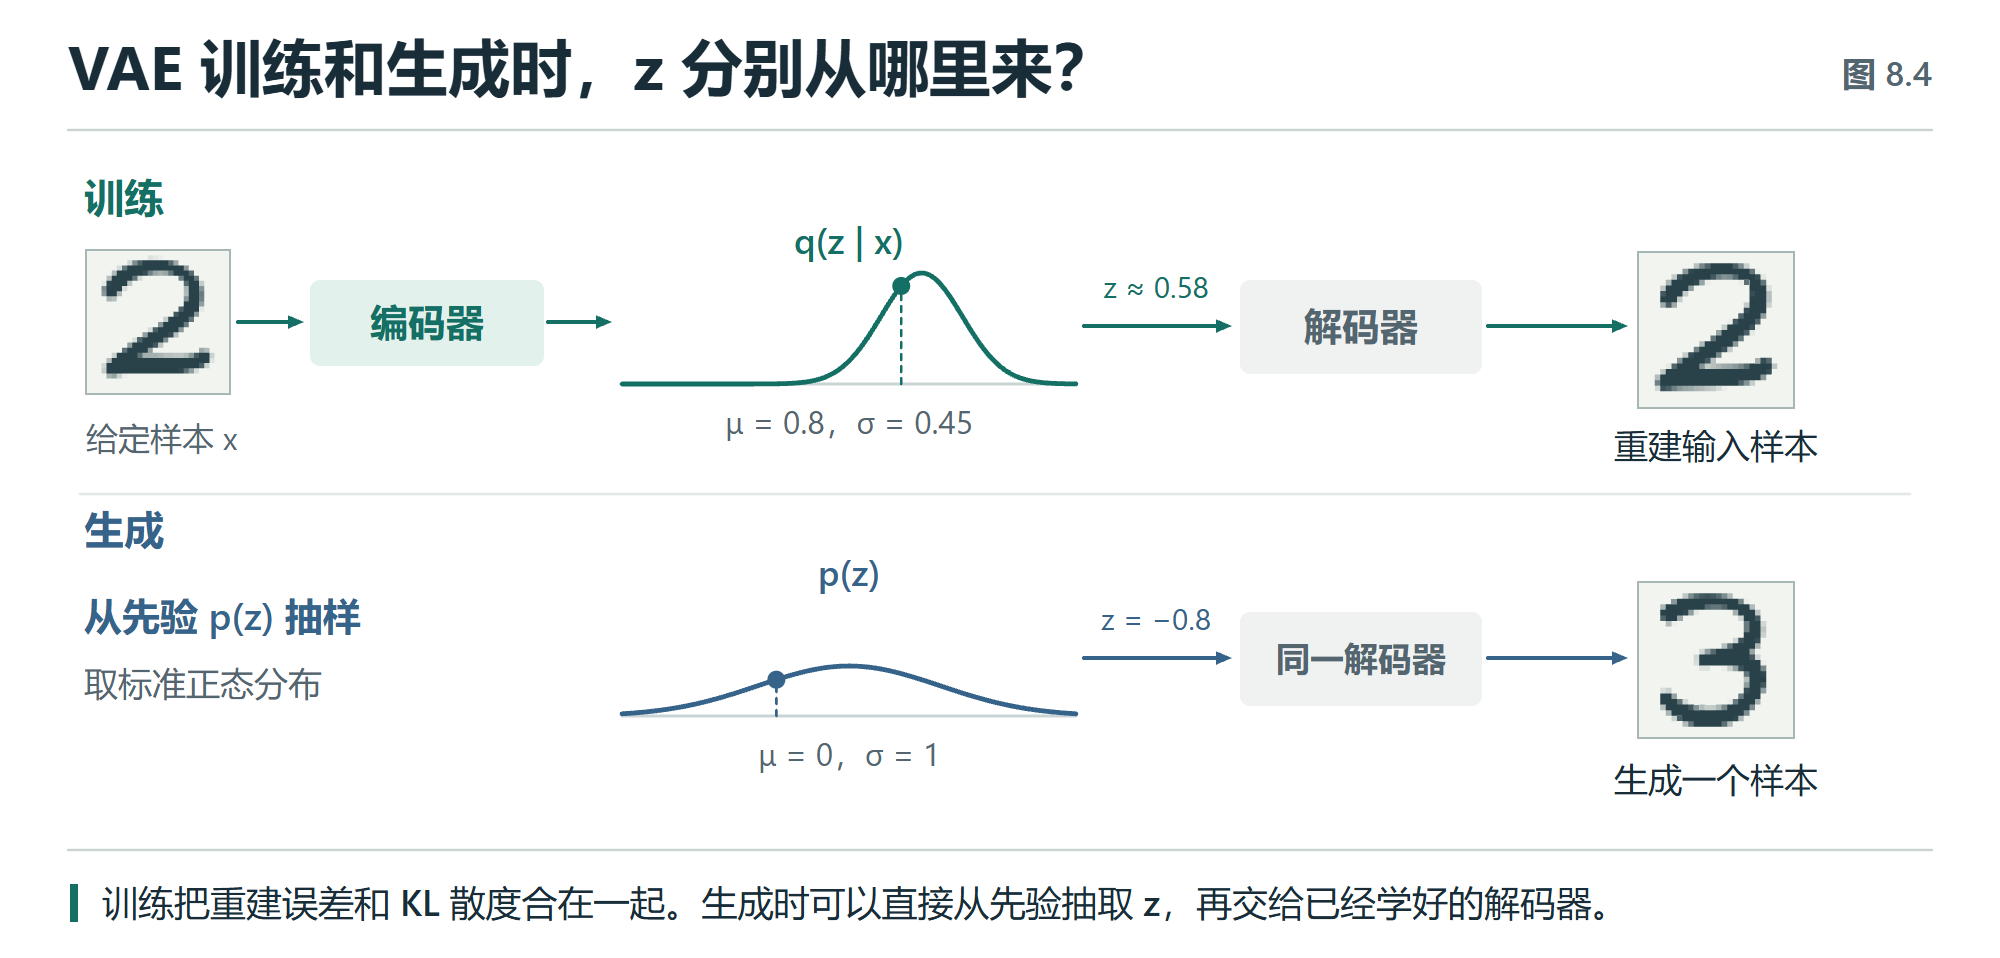 VAE 训练和生成时，z 分别从哪里来？
图 8.4
训练
q(z | x)
z ≈ 0.58
编码器
解码器
μ = 0.8，σ = 0.45
给定样本 x
重建输入样本
生成
p(z)
从先验 p(z) 抽样
z = −0.8
同一解码器
取标准正态分布
μ = 0，σ = 1
生成一个样本
训练把重建误差和 KL 散度合在一起。生成时可以直接从先验抽取 z，再交给已经学好的解码器。
2
2
3